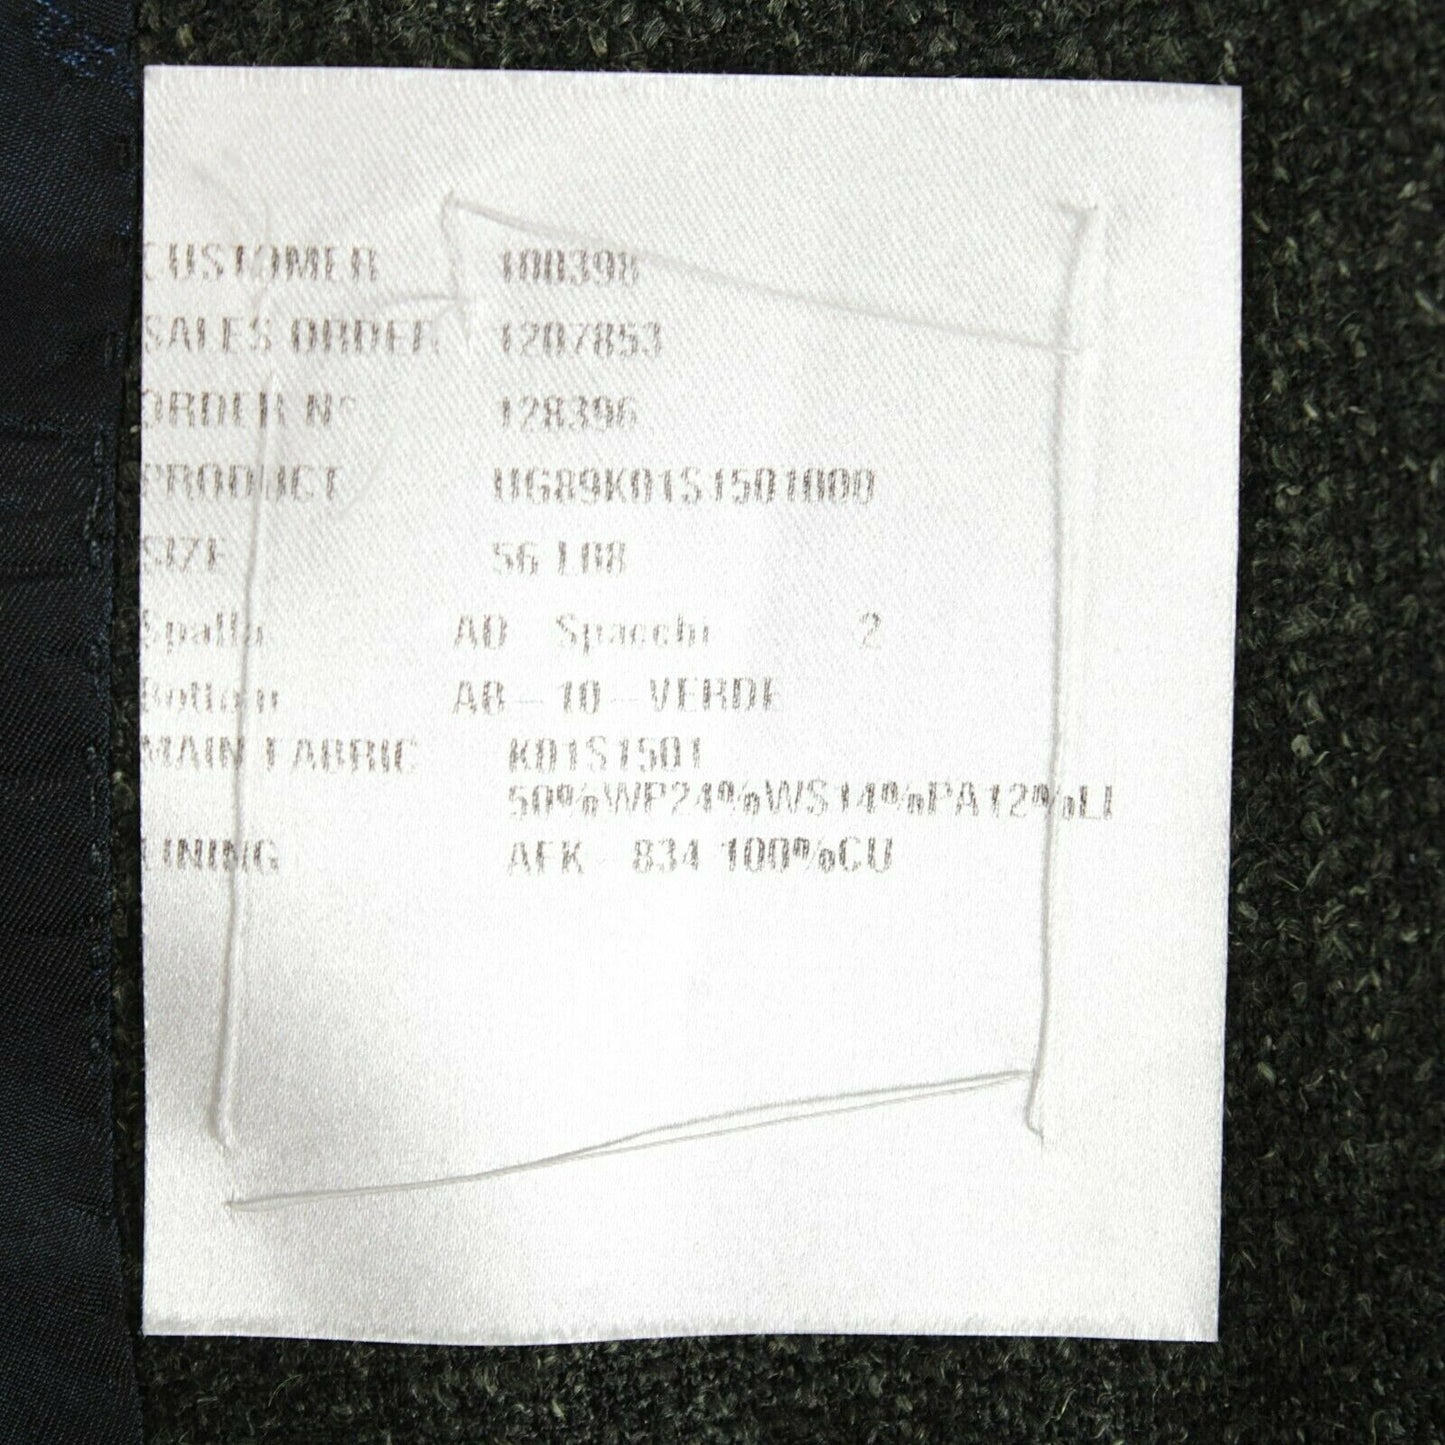 CUSTOMER 100398
SALES ORDER 1207853
ORDER N° 128396
PRODUCT UG89K01S1501000
SIZE 56 L08
Spalla A0 Spacchi 2
Bottoni A8 - 10 - VERDE
MAIN FABRIC K01S1501
50%WP24%WS14%PA12%LI
LINING AFK - 834 100%CU